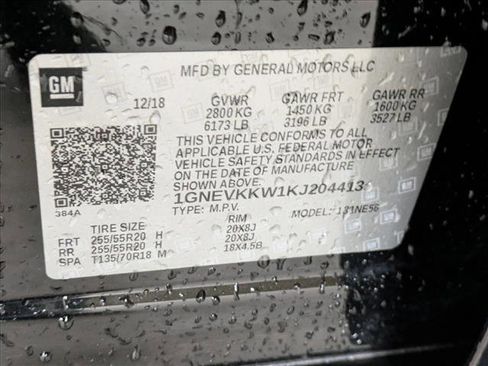 GM
MFD BY GENERAL MOTORS LLC
12/18 GVWR GAWR FRT GAWR RR
2800 KG 1450 KG 1600 KG
6173 LB 3196 LB 3527 LB
THIS VEHICLE CONFORMS TO ALL
APPLICABLE U.S. FEDERAL MOTOR
VEHICLE SAFETY STANDARDS IN EFFECT
ON THE DATE OF MANUFACTURE
SHOWN ABOVE.
1GNEVKKW1KJ204413
384A TYPE: M.P.V. MODEL: 1
TIRE SIZE RIM
FRT 255/55R20 H 20X8J
RR 255/55R20 H 20X8J
SPA T135/70R18 M 18X4.5B